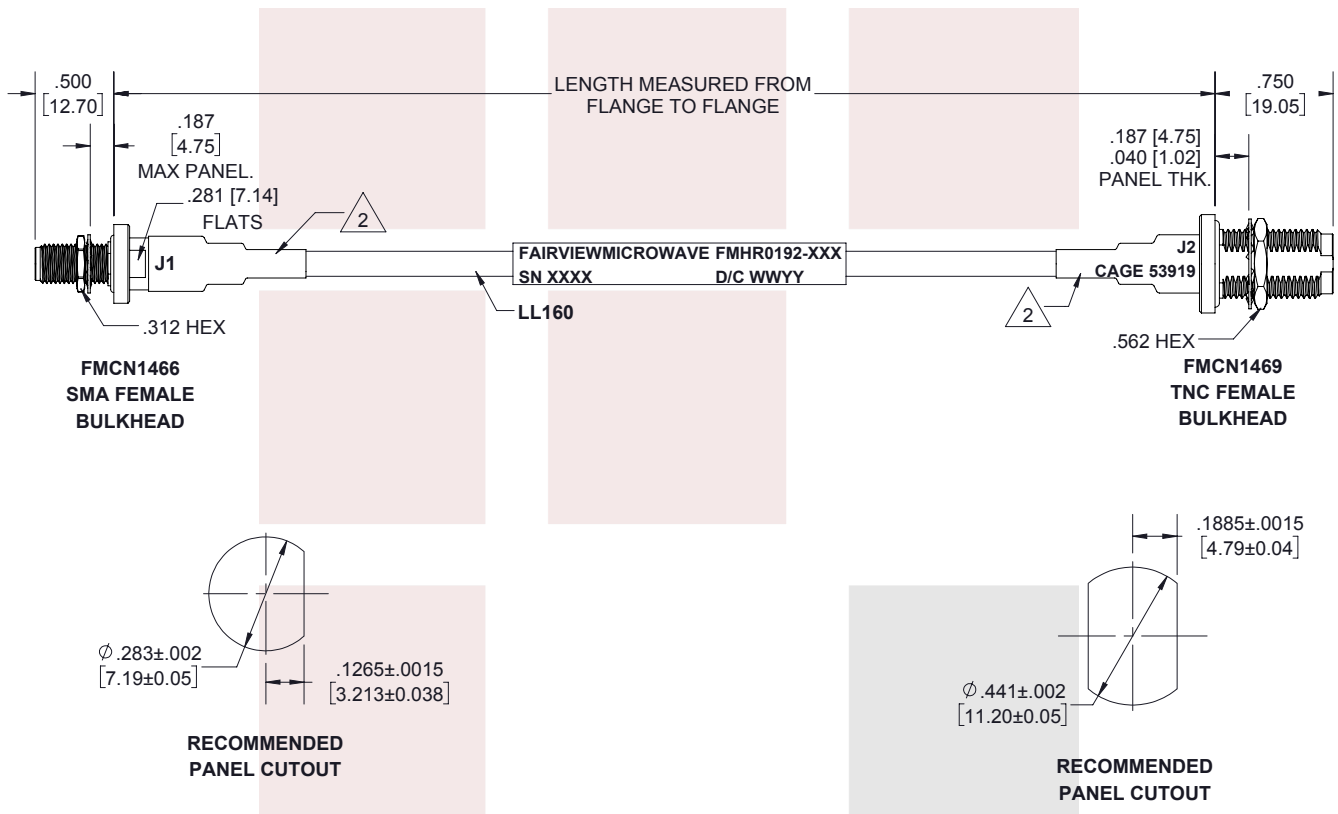 .500
[12.70]
LENGTH MEASURED FROM
FLANGE TO FLANGE
.750
[19.05]
.187
[4.75]
MAX PANEL.
.187 [4.75]
.040 [1.02]
PANEL THK.
.281 [7.14]
FLATS
2
J1
FAIRVIEWMICROWAVE FMHR0192-XXX
SN XXXX D/C WWYY
J2
CAGE 53919
2
LL160
.312 HEX
.562 HEX
FMCN1466
SMA FEMALE
BULKHEAD
FMCN1469
TNC FEMALE
BULKHEAD
.1885±.0015
[4.79±0.04]
∅ .283±.002
[7.19±0.05]
.1265±.0015
[3.213±0.038]
∅ .441±.002
[11.20±0.05]
RECOMMENDED
PANEL CUTOUT
RECOMMENDED
PANEL CUTOUT